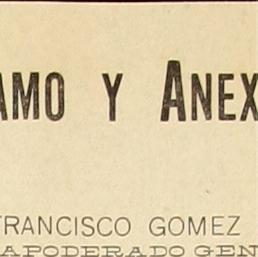 AMO Y ANEX
FRANCISCO GOMEZ
APODERADO GEN